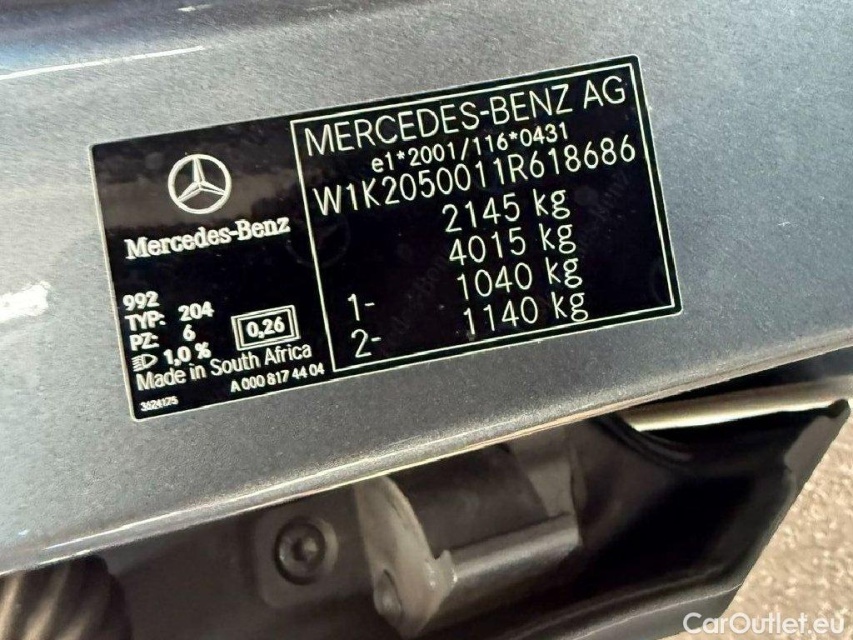 Mercedes-Benz
992
TYP: 204
PZ: 6
1,0 %
0,26
Made in South Africa
A 000 817 44 04
3624175
MERCEDES-BENZ AG
e1*2001/116*0431
W1K2050011R618686
2145 kg
4015 kg
1- 1040 kg
2- 1140 kg
CarOutlet.eu